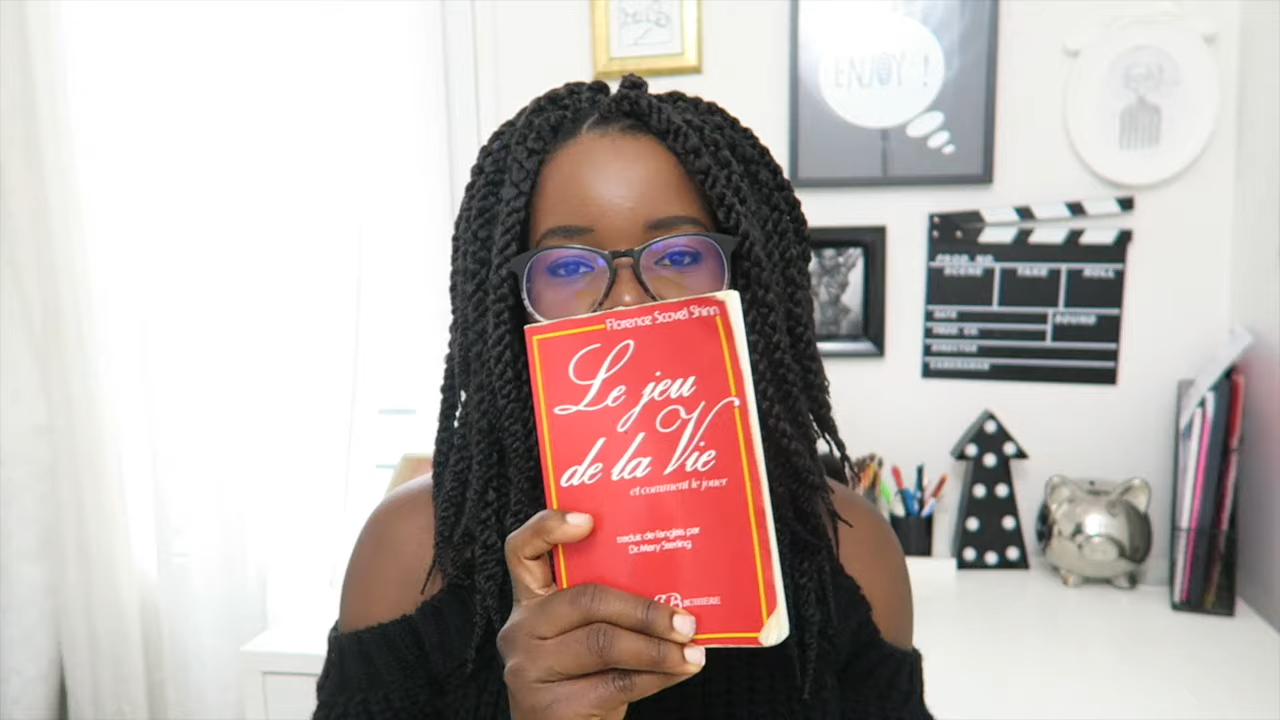 ENJOY !
PROD. NO.
SCENE TAKE ROLL
DATE SOUND
PROD. CO.
DIRECTOR
CAMERAMAN
Florence Scovel Shinn
Le jeu
de la Vie
et comment le jouer
traduit de l'anglais par
Dr. Mary Sterling